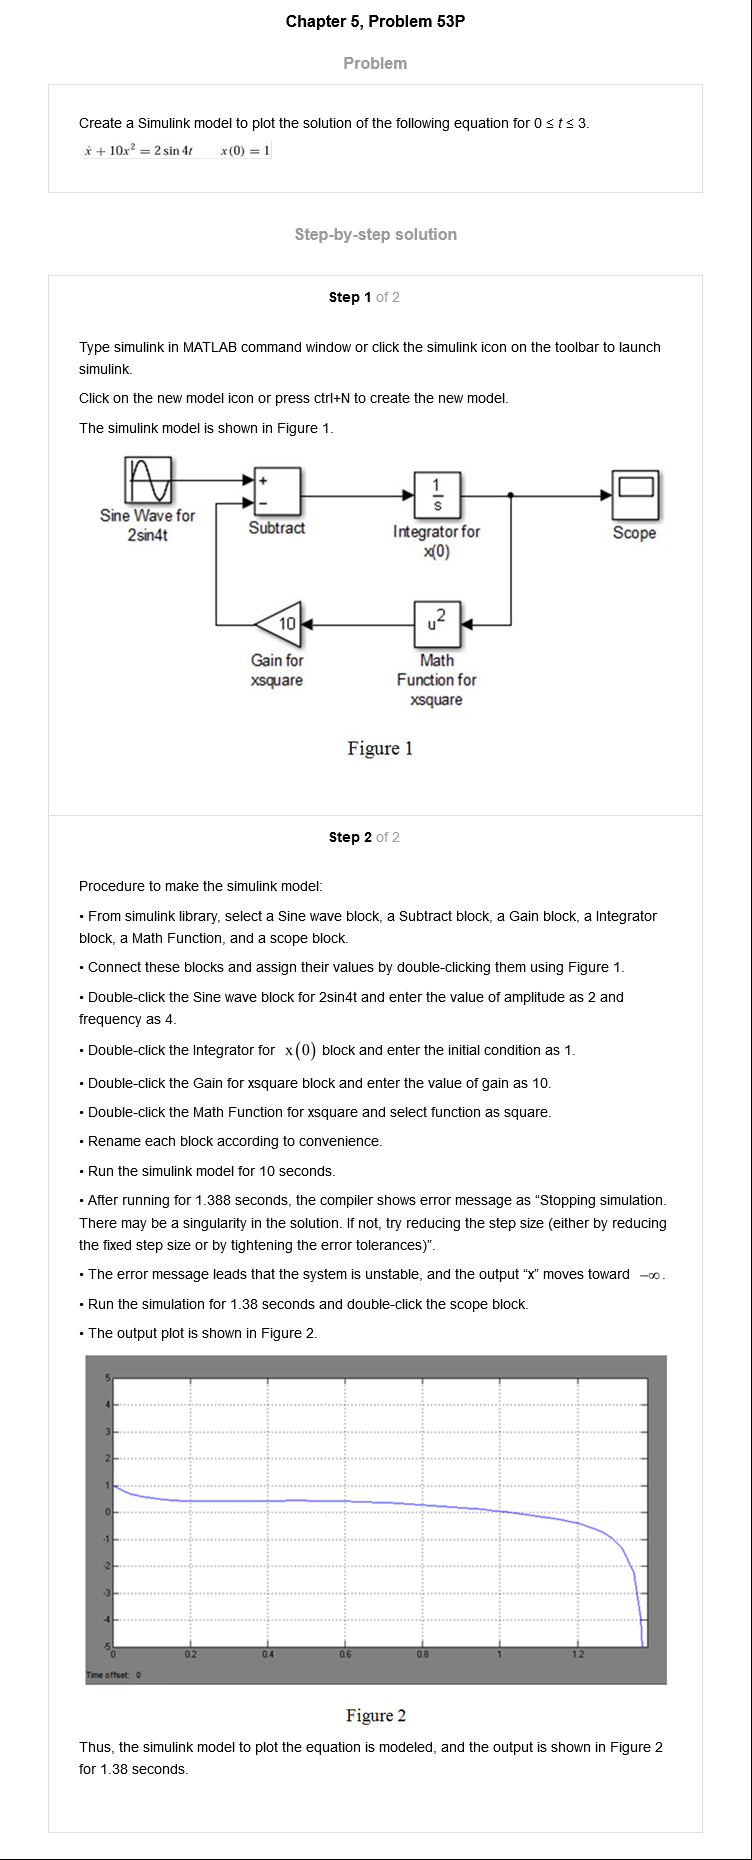 Chapter 5, Problem 53P
Problem
Create a Simulink model to plot the solution of the following equation for 0 ≤ t ≤ 3.
ẋ + 10x² = 2 sin 4t x(0) = 1
Step-by-step solution
Step 1 of 2
Type simulink in MATLAB command window or click the simulink icon on the toolbar to launch
simulink.
Click on the new model icon or press ctrl+N to create the new model.
The simulink model is shown in Figure 1.
Sine Wave for
2sin4t
+
−
Subtract
1
s
Integrator for
x(0)
Scope
10
Gain for
xsquare
u²
Math
Function for
xsquare
Figure 1
Step 2 of 2
Procedure to make the simulink model:
• From simulink library, select a Sine wave block, a Subtract block, a Gain block, a Integrator
block, a Math Function, and a scope block.
• Connect these blocks and assign their values by double-clicking them using Figure 1.
• Double-click the Sine wave block for 2sin4t and enter the value of amplitude as 2 and
frequency as 4.
• Double-click the Integrator for x(0) block and enter the initial condition as 1.
• Double-click the Gain for xsquare block and enter the value of gain as 10.
• Double-click the Math Function for xsquare and select function as square.
• Rename each block according to convenience.
• Run the simulink model for 10 seconds.
• After running for 1.388 seconds, the compiler shows error message as “Stopping simulation.
There may be a singularity in the solution. If not, try reducing the step size (either by reducing
the fixed step size or by tightening the error tolerances)”.
• The error message leads that the system is unstable, and the output “x” moves toward −∞.
• Run the simulation for 1.38 seconds and double-click the scope block.
• The output plot is shown in Figure 2.
5
4
3
2
1
0
-1
-2
-3
-4
-5
0 0.2 0.4 0.6 0.8 1 1.2
Time offset: 0
Figure 2
Thus, the simulink model to plot the equation is modeled, and the output is shown in Figure 2
for 1.38 seconds.